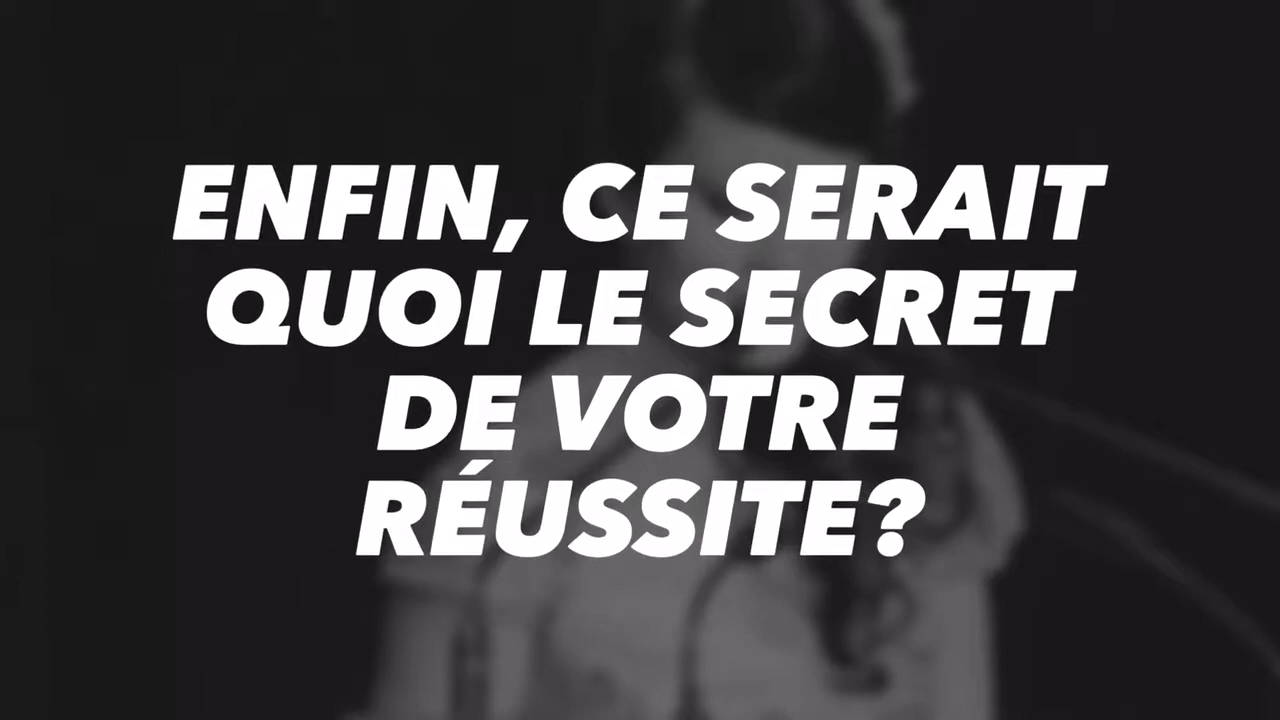 ENFIN, CE SERAIT
QUOI LE SECRET
DE VOTRE
RÉUSSITE?